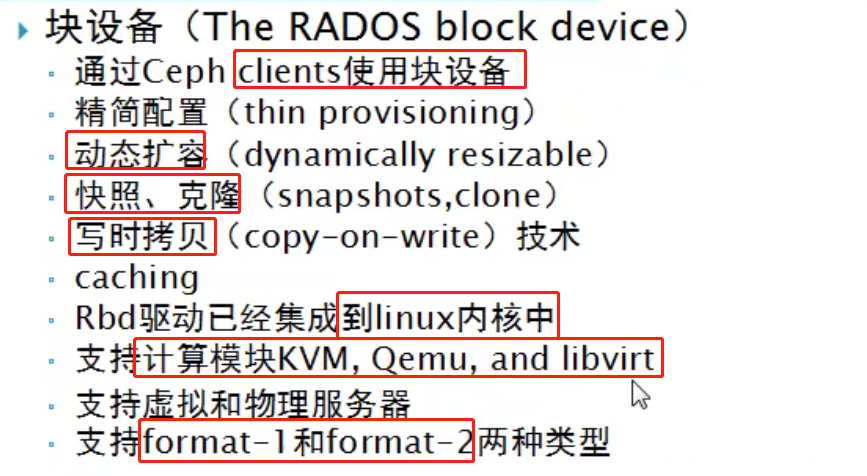 块设备（The RADOS block device）
通过Ceph clients使用块设备
精简配置（thin provisioning）
动态扩容（dynamically resizable）
快照、克隆（snapshots,clone）
写时拷贝（copy-on-write）技术
caching
Rbd驱动已经集成到linux内核中
支持计算模块KVM, Qemu, and libvirt
支持虚拟和物理服务器
支持format-1和format-2两种类型